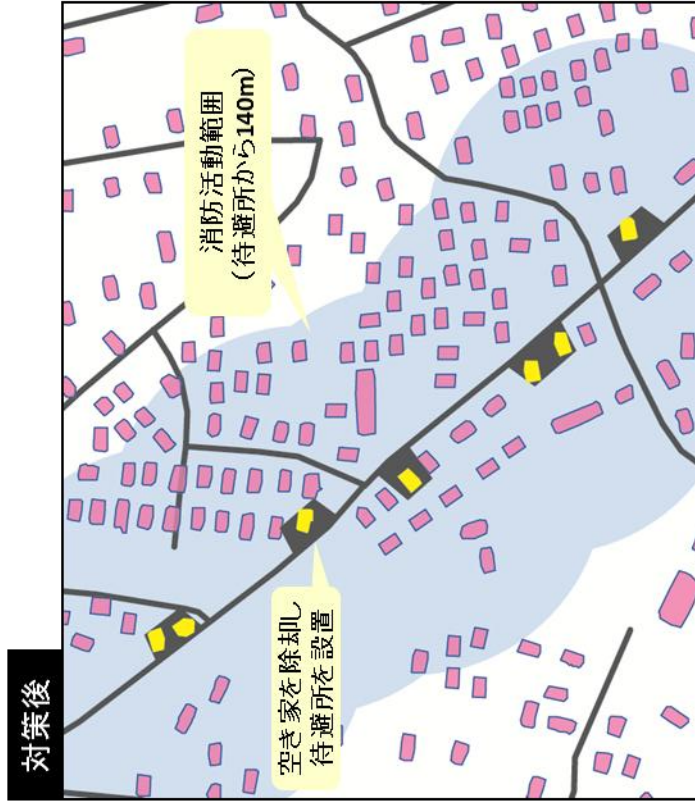 対策後
消防活動範囲
（待避所から140m）
空き家を除却し
待避所を設置